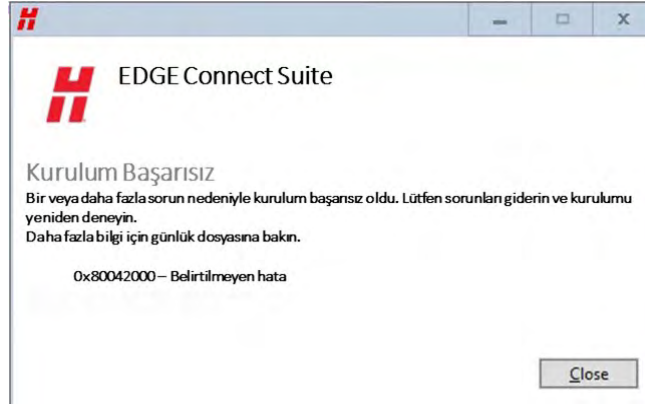 EDGE Connect Suite
Kurulum Başarısız
Bir veya daha fazla sorun nedeniyle kurulum başarısız oldu. Lütfen sorunları giderin ve kurulumu
yeniden deneyin.
Daha fazla bilgi için günlük dosyasına bakın.
0x80042000 – Belirtilmeyen hata
Close